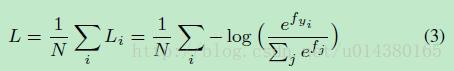 L = \frac{1}{N} \sum_i L_i = \frac{1}{N} \sum_i -\log \left( \frac{e^{f_{y_i}}}{\sum_j e^{f_j}} \right) (3)
http://blog.csdn.net/u014380165